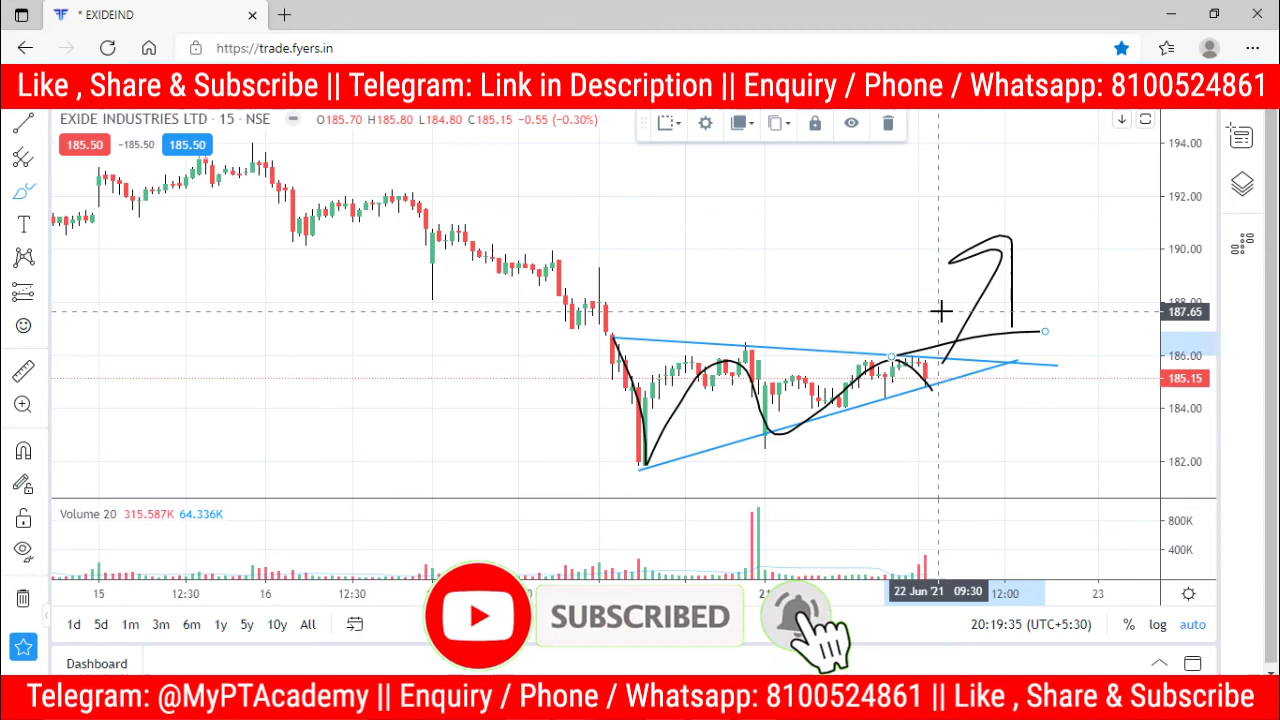 * EXIDEIND
https://trade.fyers.in
Like , Share & Subscribe || Telegram: Link in Description || Enquiry / Phone / Whatsapp: 8100524861
EXIDE INDUSTRIES LTD · 15 · NSE O185.70 H185.80 L184.80 C185.15 −0.55 (−0.30%)
185.50 −185.50 185.50
194.00
192.00
190.00
188.00
187.65
186.00
185.15
184.00
182.00
Volume 20 315.587K 64.336K
800K
400K
15 12:30 16 12:30 22 Jun '21 09:30 12:00 23
1d 5d 1m 3m 6m 1y 5y 10y All
20:19:35 (UTC+5:30) % log auto
SUBSCRIBED
Dashboard
Telegram: @MyPTAcademy || Enquiry / Phone / Whatsapp: 8100524861 || Like , Share & Subscribe